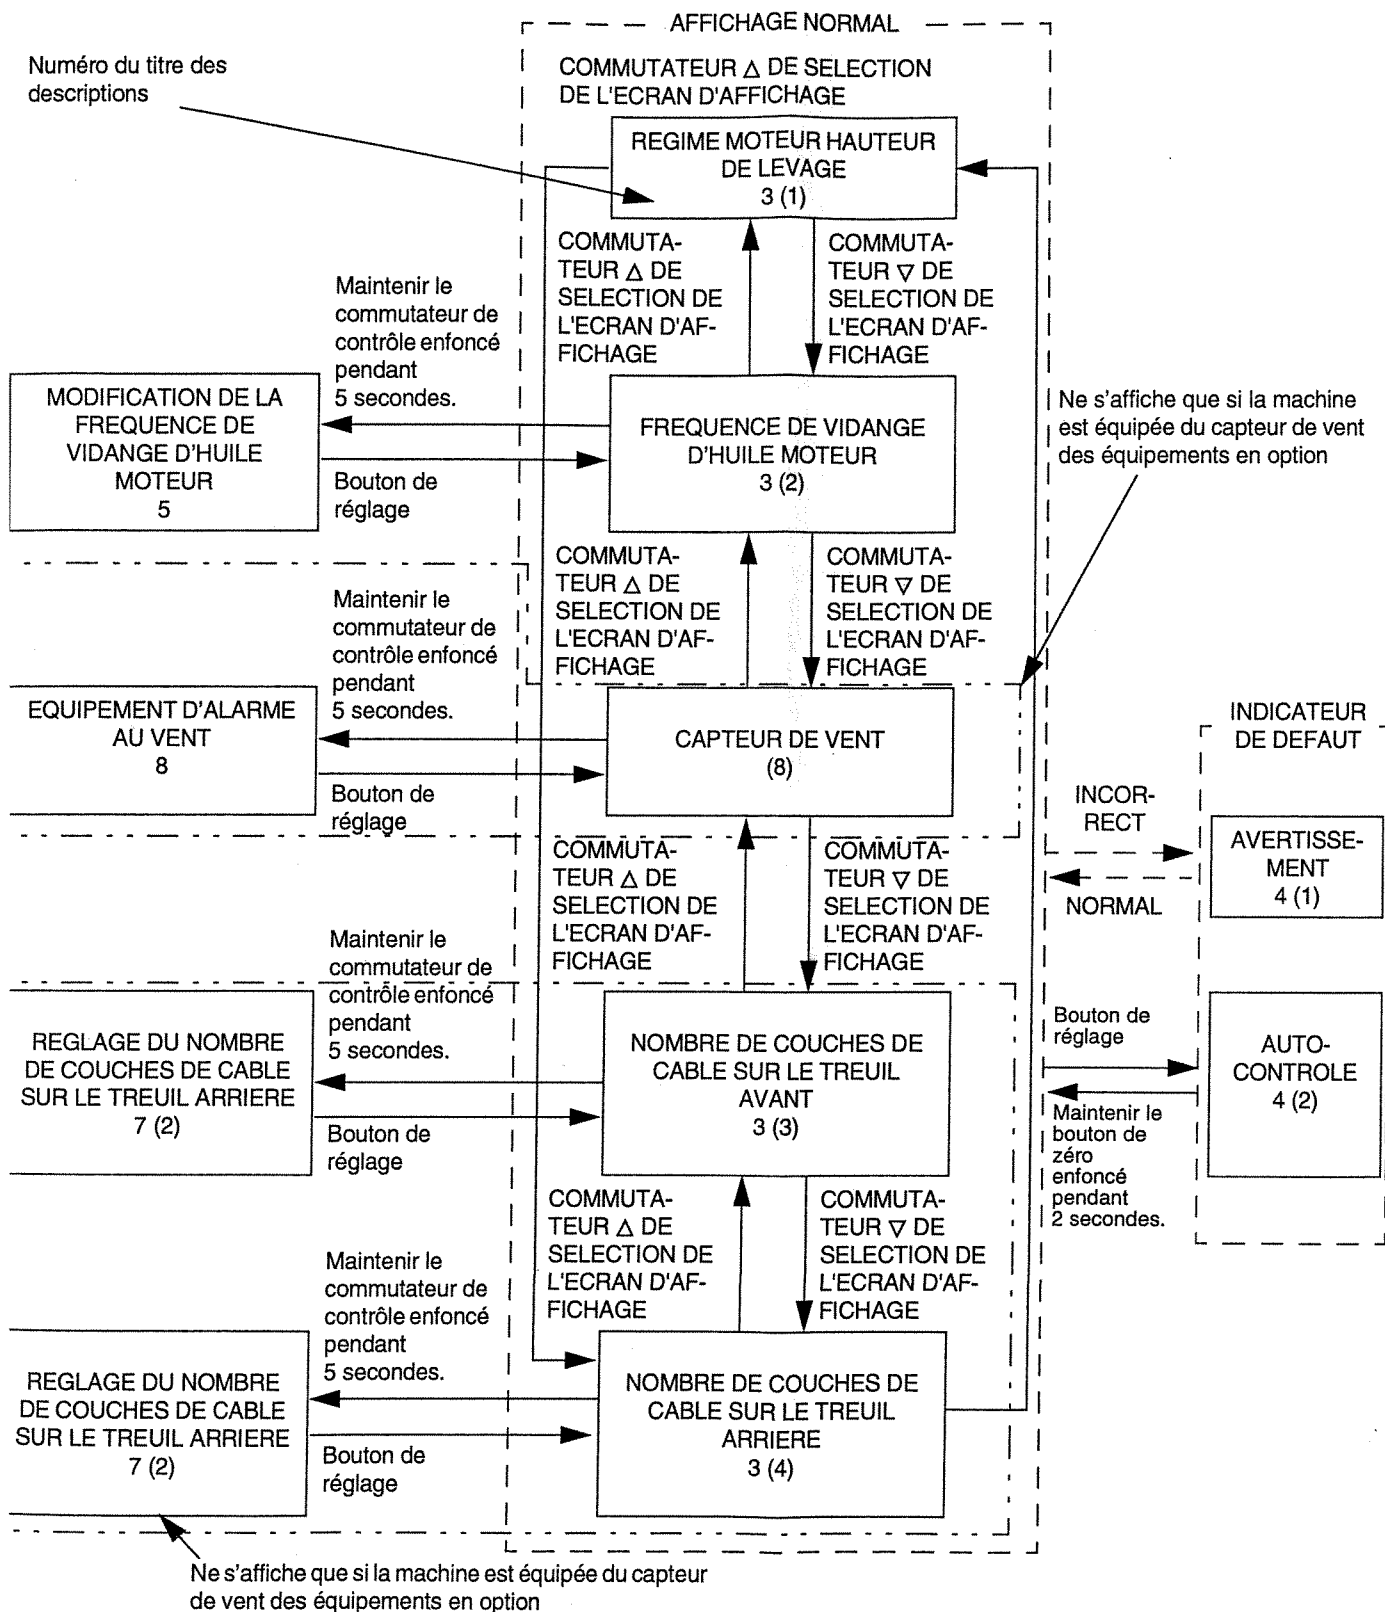 AFFICHAGE NORMAL
Numéro du titre des
descriptions
COMMUTATEUR △ DE SELECTION
DE L'ECRAN D'AFFICHAGE
REGIME MOTEUR HAUTEUR
DE LEVAGE
3 (1)
COMMUTA-
TEUR △ DE
SELECTION DE
L'ECRAN D'AF-
FICHAGE
COMMUTA-
TEUR ▽ DE
SELECTION DE
L'ECRAN D'AF-
FICHAGE
Maintenir le
commutateur de
contrôle enfoncé
pendant
5 secondes.
MODIFICATION DE LA
FREQUENCE DE
VIDANGE D'HUILE
MOTEUR
5
Bouton de
réglage
FREQUENCE DE VIDANGE
D'HUILE MOTEUR
3 (2)
Ne s'affiche que si la machine
est équipée du capteur de vent
des équipements en option
COMMUTA-
TEUR △ DE
SELECTION DE
L'ECRAN D'AF-
FICHAGE
COMMUTA-
TEUR ▽ DE
SELECTION DE
L'ECRAN D'AF-
FICHAGE
Maintenir le
commutateur de
contrôle enfoncé
pendant
5 secondes.
EQUIPEMENT D'ALARME
AU VENT
8
Bouton de
réglage
CAPTEUR DE VENT
(8)
INDICATEUR
DE DEFAUT
INCOR-
RECT
NORMAL
AVERTISSE-
MENT
4 (1)
COMMUTA-
TEUR △ DE
SELECTION DE
L'ECRAN D'AF-
FICHAGE
COMMUTA-
TEUR ▽ DE
SELECTION DE
L'ECRAN D'AF-
FICHAGE
Maintenir le
commutateur de
contrôle enfoncé
pendant
5 secondes.
REGLAGE DU NOMBRE
DE COUCHES DE CABLE
SUR LE TREUIL ARRIERE
7 (2)
Bouton de
réglage
NOMBRE DE COUCHES DE
CABLE SUR LE TREUIL
AVANT
3 (3)
Bouton de
réglage
Maintenir le
bouton de
zéro
enfoncé
pendant
2 secondes.
AUTO-
CONTROLE
4 (2)
COMMUTA-
TEUR △ DE
SELECTION DE
L'ECRAN D'AF-
FICHAGE
COMMUTA-
TEUR ▽ DE
SELECTION DE
L'ECRAN D'AF-
FICHAGE
Maintenir le
commutateur de
contrôle enfoncé
pendant
5 secondes.
REGLAGE DU NOMBRE
DE COUCHES DE CABLE
SUR LE TREUIL ARRIERE
7 (2)
Bouton de
réglage
NOMBRE DE COUCHES DE
CABLE SUR LE TREUIL
ARRIERE
3 (4)
Ne s'affiche que si la machine est équipée du capteur
de vent des équipements en option